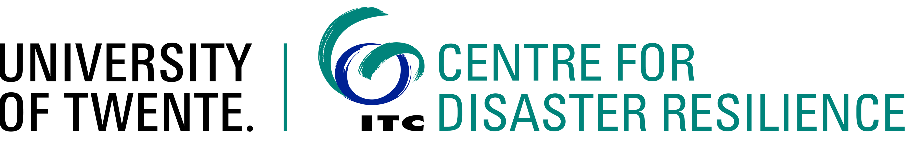 UNIVERSITY
OF TWENTE.
ITC
CENTRE FOR
DISASTER RESILIENCE